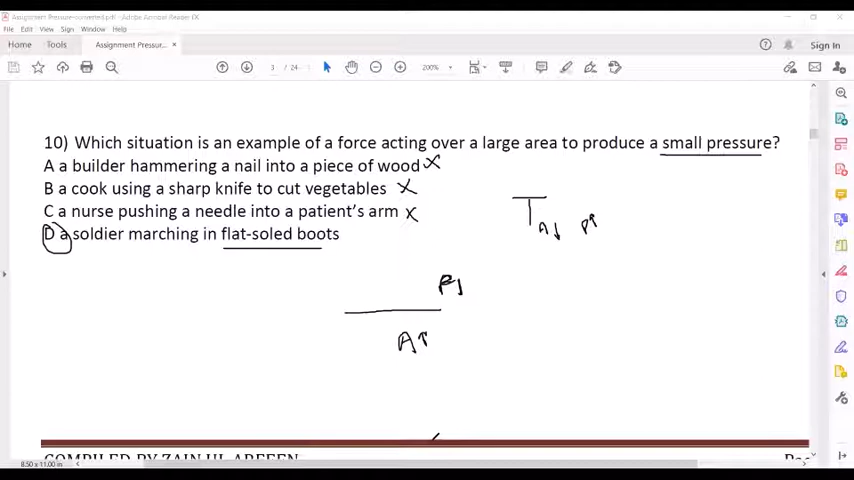 Assignment Pressure-converted.pdf - Adobe Acrobat Reader DC
File Edit View Sign Window Help
Home Tools Assignment Pressur... × Sign In
3 / 24 200%
10) Which situation is an example of a force acting over a large area to produce a small pressure?
A a builder hammering a nail into a piece of wood X
B a cook using a sharp knife to cut vegetables X
C a nurse pushing a needle into a patient's arm X
D a soldier marching in flat-soled boots
A↓ P↑
P↓
A↑
COMPILED BY ZAIN UL ABEEN
8.50 x 11.00 in